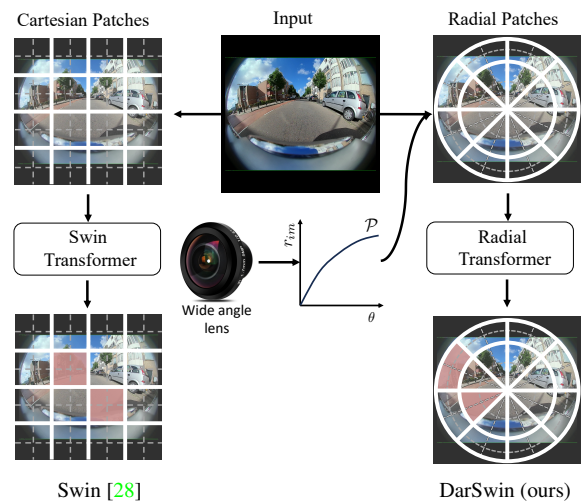 Cartesian Patches
Input
Radial Patches
Swin
Transformer
r_im
𝒫
θ
Wide angle
lens
Radial
Transformer
Swin [28]
DarSwin (ours)